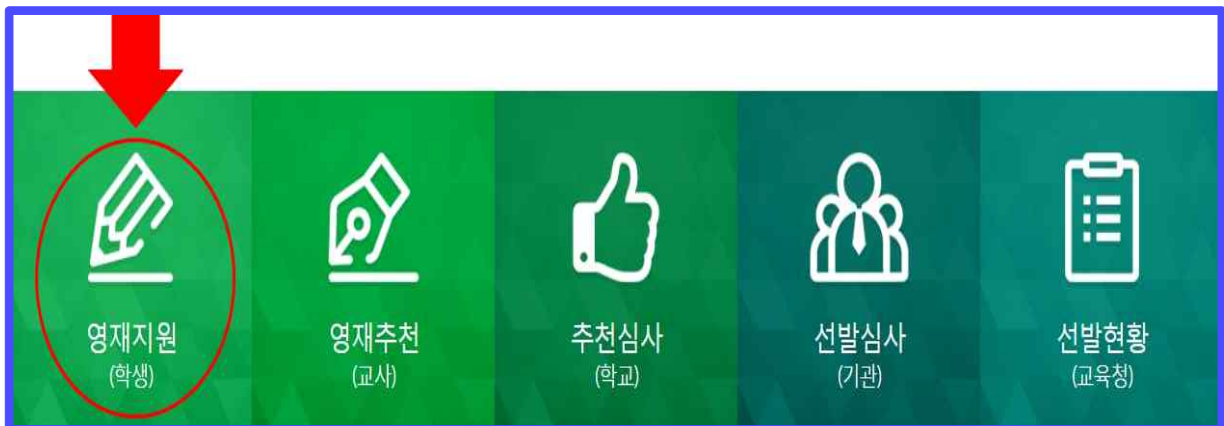 영재지원
(학생)
영재추천
(교사)
추천심사
(학교)
선발심사
(기관)
선발현황
(교육청)